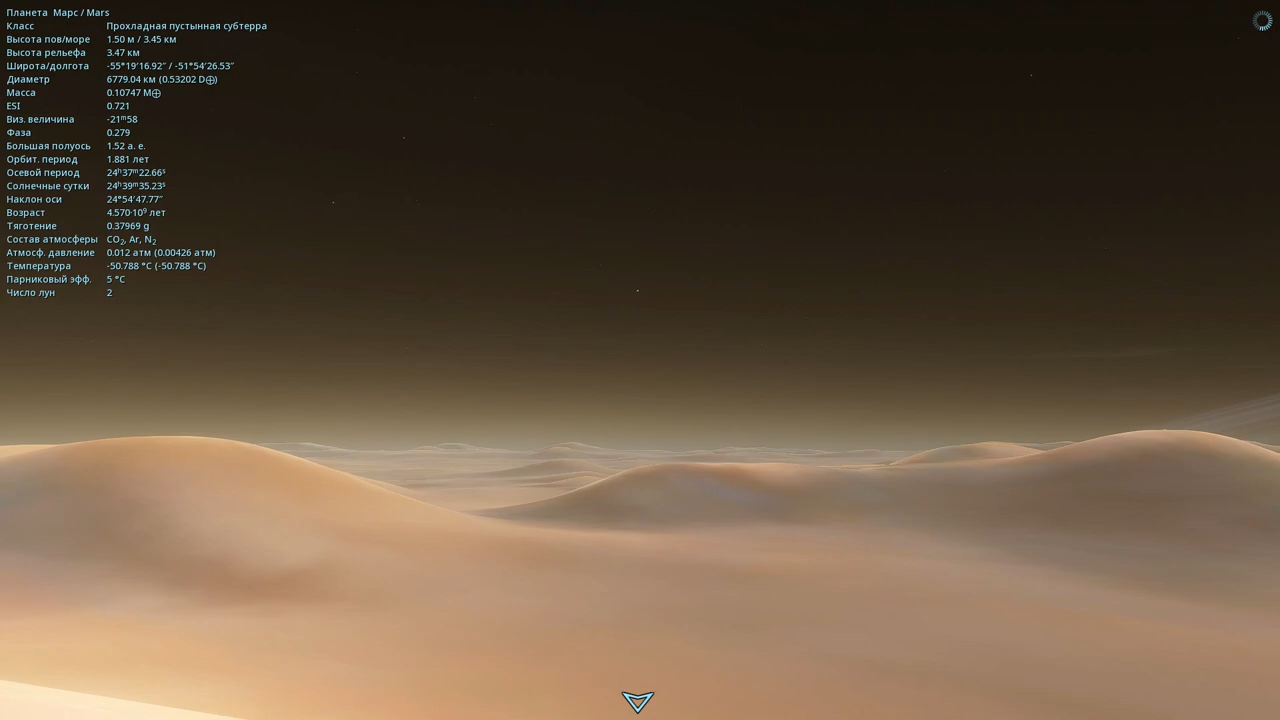 Планета Марс / Mars
Класс Прохладная пустынная субтерра
Высота пов/море 1.50 м / 3.45 км
Высота рельефа 3.47 км
Широта/долгота -55°19′16.92″ / -51°54′26.53″
Диаметр 6779.04 км (0.53202 D⊕)
Масса 0.10747 M⊕
ESI 0.721
Виз. величина -21ᵐ58
Фаза 0.279
Большая полуось 1.52 а. е.
Орбит. период 1.881 лет
Осевой период 24ʰ37ᵐ22.66ˢ
Солнечные сутки 24ʰ39ᵐ35.23ˢ
Наклон оси 24°54′47.77″
Возраст 4.570·10⁹ лет
Тяготение 0.37969 g
Состав атмосферы CO₂, Ar, N₂
Атмосф. давление 0.012 атм (0.00426 атм)
Температура -50.788 °C (-50.788 °C)
Парниковый эфф. 5 °C
Число лун 2